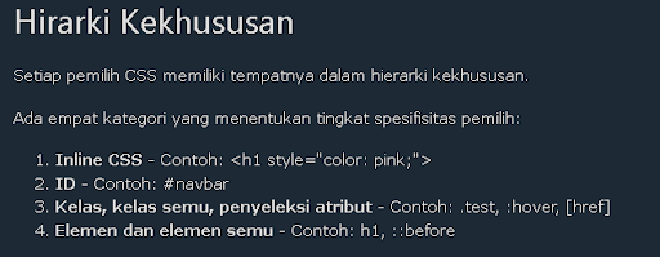 Hirarki Kekhususan
Setiap pemilih CSS memiliki tempatnya dalam hierarki kekhususan.
Ada empat kategori yang menentukan tingkat spesifisitas pemilih:
1. Inline CSS - Contoh: <h1 style="color: pink;">
2. ID - Contoh: #navbar
3. Kelas, kelas semu, penyeleksi atribut - Contoh: .test, :hover, [href]
4. Elemen dan elemen semu - Contoh: h1, ::before